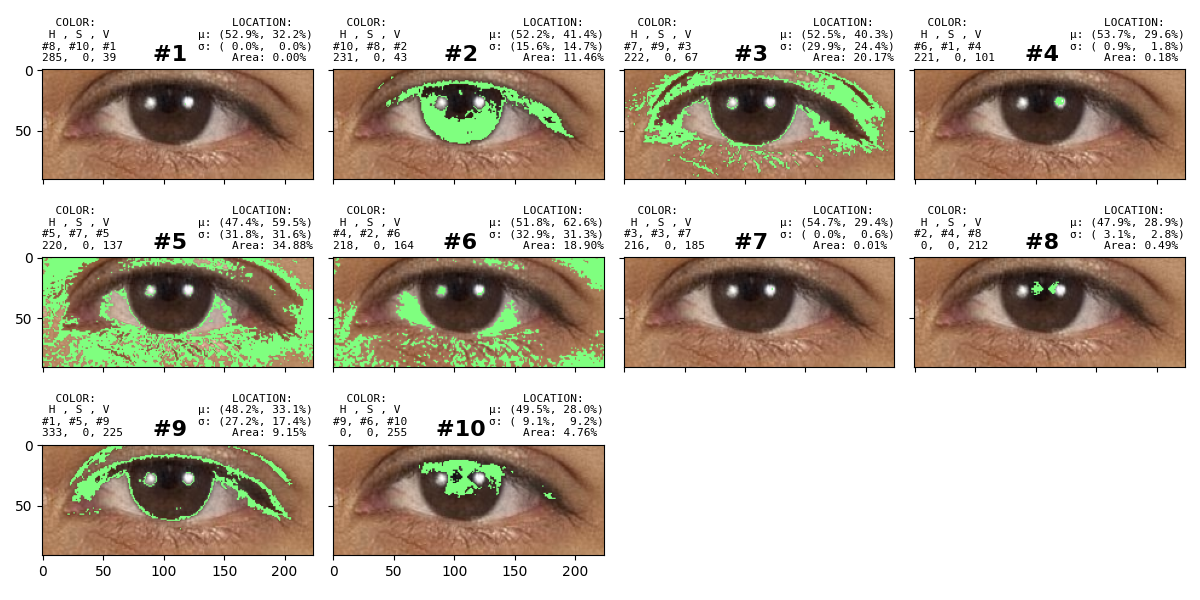 COLOR: LOCATION:
H , S , V μ: (52.9%, 32.2%)
#8, #10, #1 #1 σ: ( 0.0%, 0.0%)
285, 0, 39 Area: 0.00%
COLOR: LOCATION:
H , S , V μ: (52.2%, 41.4%)
#10, #8, #2 #2 σ: (15.6%, 14.7%)
231, 0, 43 Area: 11.46%
COLOR: LOCATION:
H , S , V μ: (52.5%, 40.3%)
#7, #9, #3 #3 σ: (29.9%, 24.4%)
222, 0, 67 Area: 20.17%
COLOR: LOCATION:
H , S , V μ: (53.7%, 29.6%)
#6, #1, #4 #4 σ: ( 0.9%, 1.8%)
221, 0, 101 Area: 0.18%
0
50
COLOR: LOCATION:
H , S , V μ: (47.4%, 59.5%)
#5, #7, #5 #5 σ: (31.8%, 31.6%)
220, 0, 137 Area: 34.88%
COLOR: LOCATION:
H , S , V μ: (51.8%, 62.6%)
#4, #2, #6 #6 σ: (32.9%, 31.3%)
218, 0, 164 Area: 18.90%
COLOR: LOCATION:
H , S , V μ: (54.7%, 29.4%)
#3, #3, #7 #7 σ: ( 0.0%, 0.6%)
216, 0, 185 Area: 0.01%
COLOR: LOCATION:
H , S , V μ: (47.9%, 28.9%)
#2, #4, #8 #8 σ: ( 3.1%, 2.8%)
0, 0, 212 Area: 0.49%
0
50
COLOR: LOCATION:
H , S , V μ: (48.2%, 33.1%)
#1, #5, #9 #9 σ: (27.2%, 17.4%)
333, 0, 225 Area: 9.15%
COLOR: LOCATION:
H , S , V μ: (49.5%, 28.0%)
#9, #6, #10 #10 σ: ( 9.1%, 9.2%)
0, 0, 255 Area: 4.76%
0
50
0 50 100 150 200
0 50 100 150 200